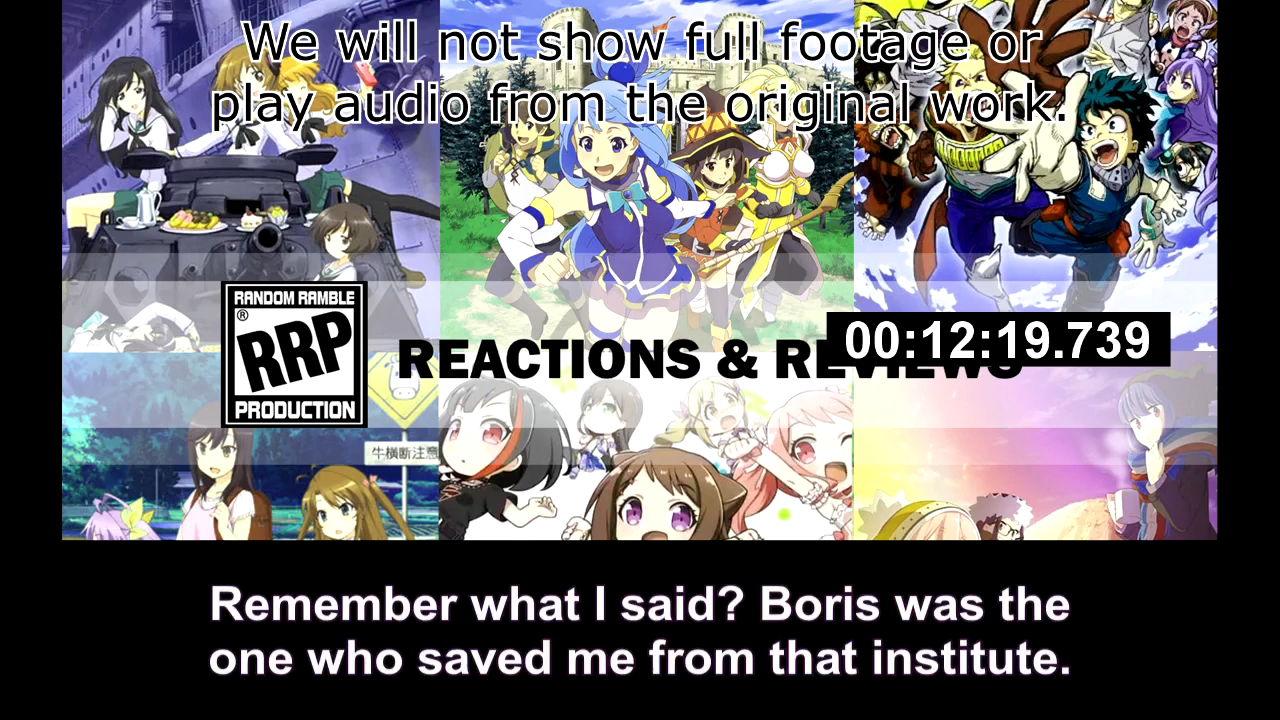 We will not show full footage or
play audio from the original work.
RANDOM RAMBLE
®
RRP
PRODUCTION
REACTIONS & REVIEWS
00:12:19.739
牛横断注意
Remember what I said? Boris was the
one who saved me from that institute.